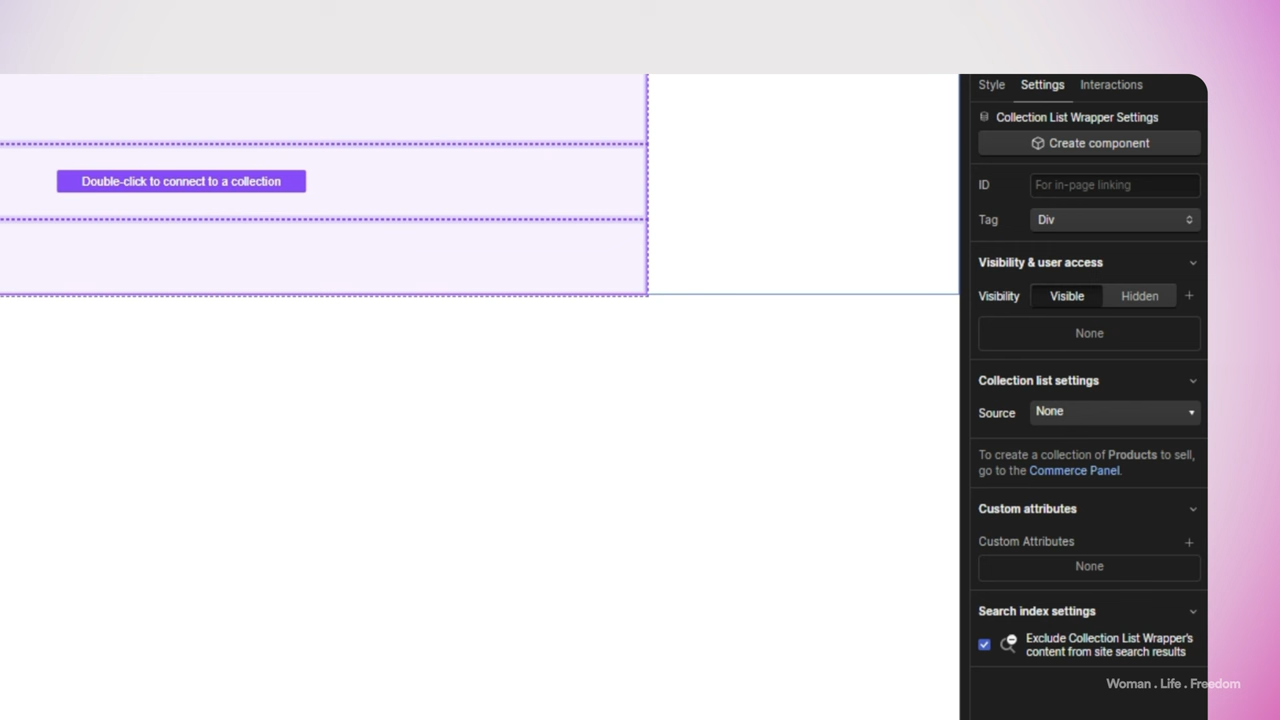 Style Settings Interactions
Collection List Wrapper Settings
Create component
Double-click to connect to a collection
ID For in-page linking
Tag Div
Visibility & user access
Visibility Visible Hidden
None
Collection list settings
Source None
To create a collection of Products to sell,
go to the Commerce Panel.
Custom attributes
Custom Attributes
None
Search index settings
Exclude Collection List Wrapper's
content from site search results
Woman . Life . Freedom